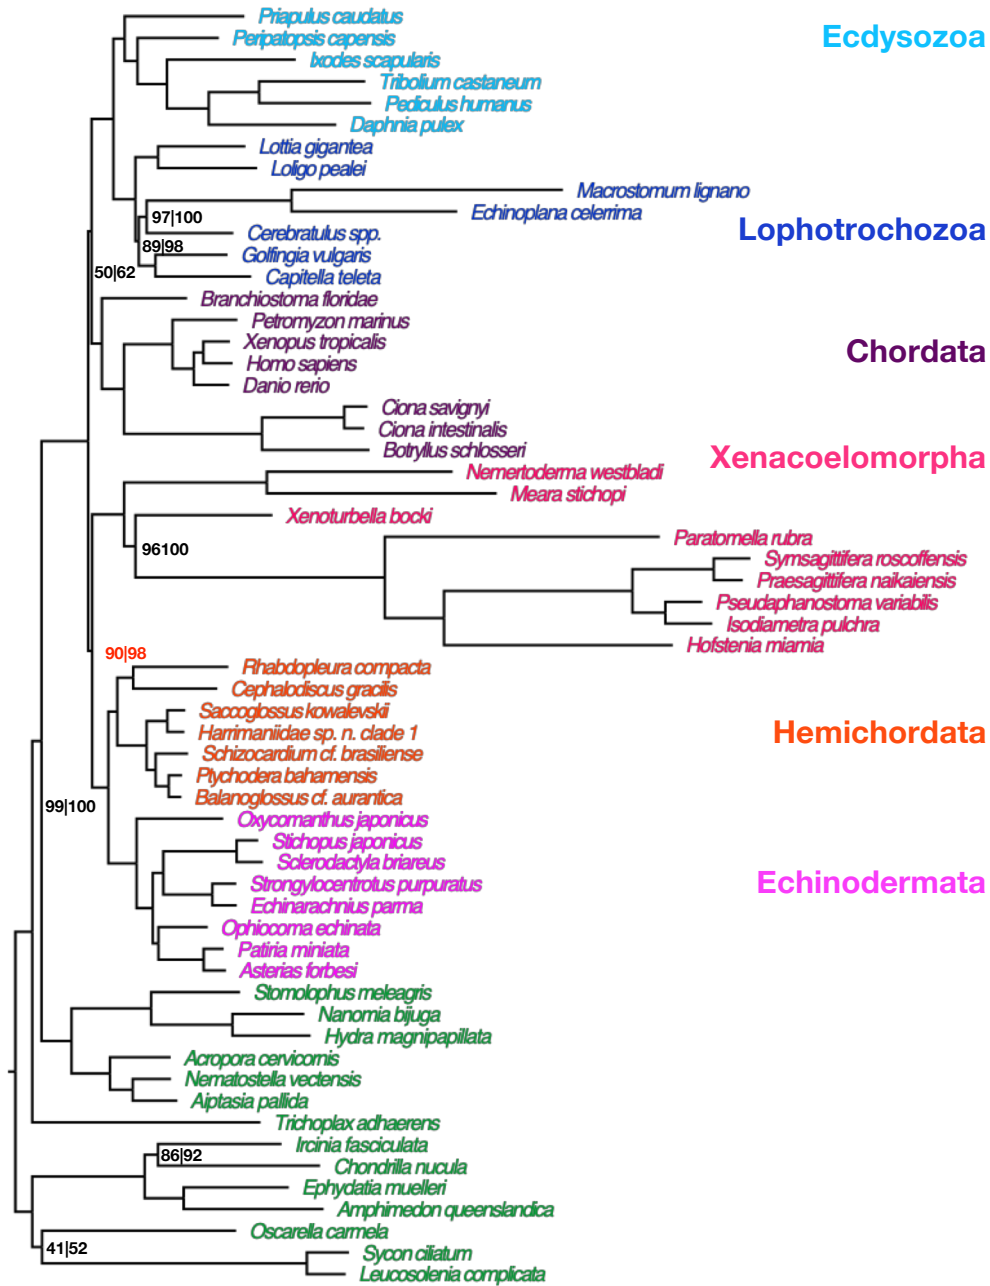 Priapulus caudatus
Ecdysozoa
Peripatopsis capensis
Ixodes scapularis
Tribolium castaneum
Pediculus humanus
Daphnia pulex
Lottia gigantea
Loligo pealei
Macrostomum lignano
Echinoplana celerrima
97|100
Lophotrochozoa
Cerebratulus spp.
89|98
Golfingia vulgaris
50|62
Capitella teleta
Branchiostoma floridae
Petromyzon marinus
Xenopus tropicalis
Chordata
Homo sapiens
Danio rerio
Ciona savignyi
Ciona intestinalis
Botryllus schlosseri
Xenacoelomorpha
Nemertoderma westbladi
Meara stichopi
Xenoturbella bocki
Paratomella rubra
96100
Symsagittifera roscoffensis
Praesagittifera naikaiensis
Pseudaphanostoma variabilis
Isodiametra pulchra
Hofstenia miamia
90|98
Rhabdopleura compacta
Cephalodiscus gracilis
Saccoglossus kowalevskii
Harrimaniidae sp. n. clade 1
Hemichordata
Schizocardium cf. brasiliense
Ptychodera bahamensis
Balanoglossus cf. aurantica
99|100
Oxycomanthus japonicus
Stichopus japonicus
Sclerodactyla briareus
Strongylocentrotus purpuratus
Echinodermata
Echinarachnius parma
Ophiocoma echinata
Patiria miniata
Asterias forbesi
Stomolophus meleagris
Nanomia bijuga
Hydra magnipapillata
Acropora cervicornis
Nematostella vectensis
Aiptasia pallida
Trichoplax adhaerens
Ircinia fasciculata
86|92
Chondrilla nucula
Ephydatia muelleri
Amphimedon queenslandica
Oscarella carmela
41|52
Sycon ciliatum
Leucosolenia complicata